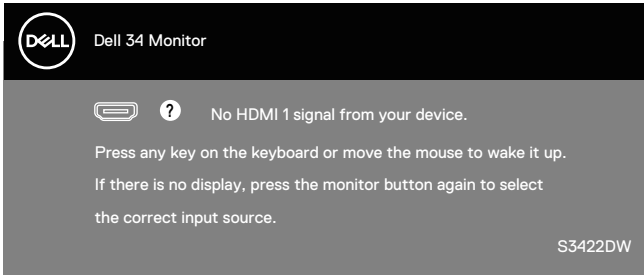 DELL
Dell 34 Monitor
? No HDMI 1 signal from your device.
Press any key on the keyboard or move the mouse to wake it up.
If there is no display, press the monitor button again to select
the correct input source.
S3422DW